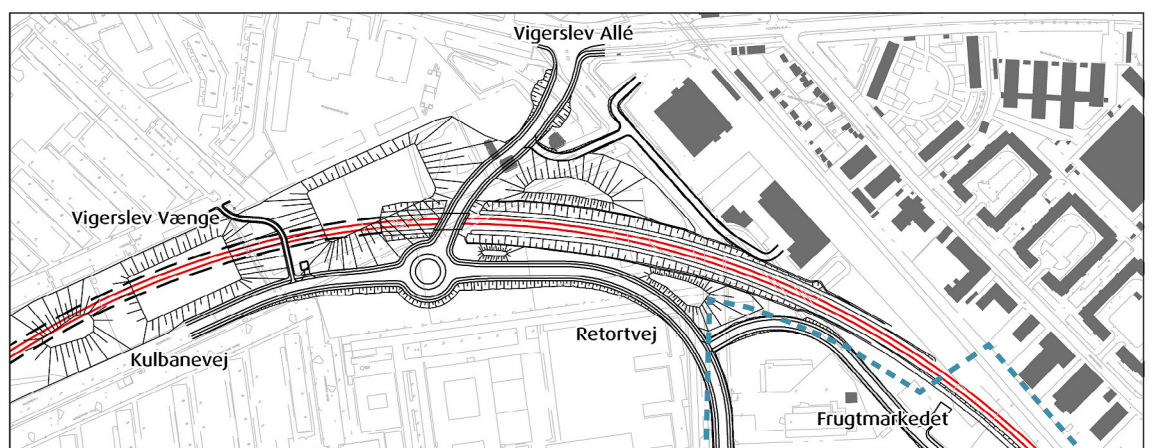 Vigerslev Allé
Vigerslev Vænge
Kulbanevej
Retortvej
Frugtmarkedet